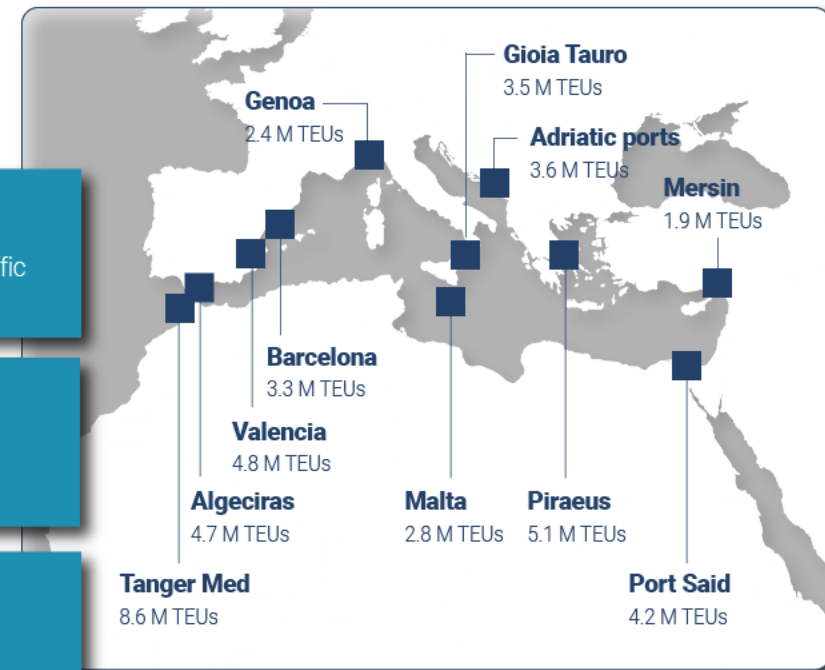 Gioia Tauro
3.5 M TEUs
Genoa
2.4 M TEUs
Adriatic ports
3.6 M TEUs
Mersin
1.9 M TEUs
fic
Barcelona
3.3 M TEUs
Valencia
4.8 M TEUs
Algeciras
4.7 M TEUs
Malta
2.8 M TEUs
Piraeus
5.1 M TEUs
Tanger Med
8.6 M TEUs
Port Said
4.2 M TEUs